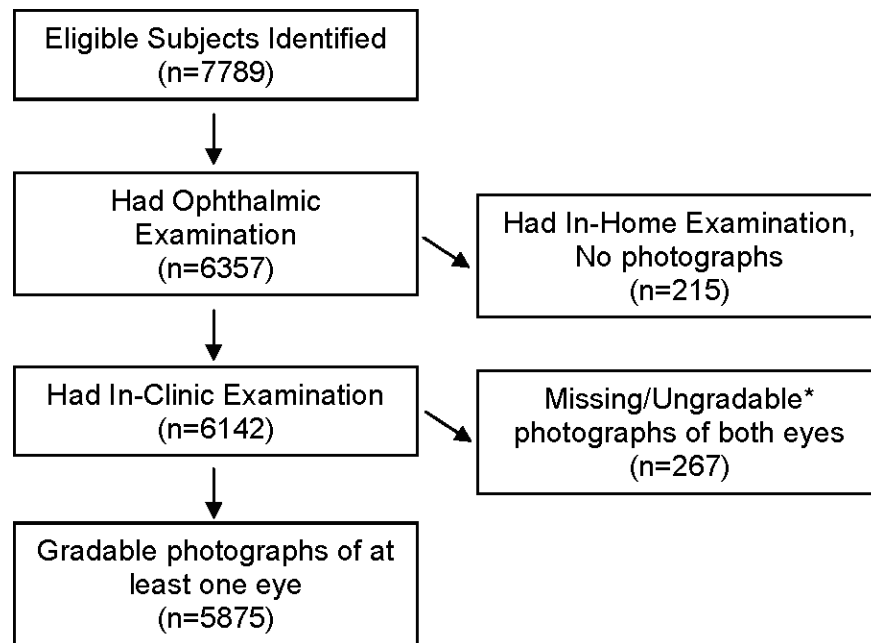 Eligible Subjects Identified
(n=7789)
Had Ophthalmic
Examination
(n=6357)
Had In-Home Examination,
No photographs
(n=215)
Had In-Clinic Examination
(n=6142)
Missing/Ungradable*
photographs of both eyes
(n=267)
Gradable photographs of at
least one eye
(n=5875)